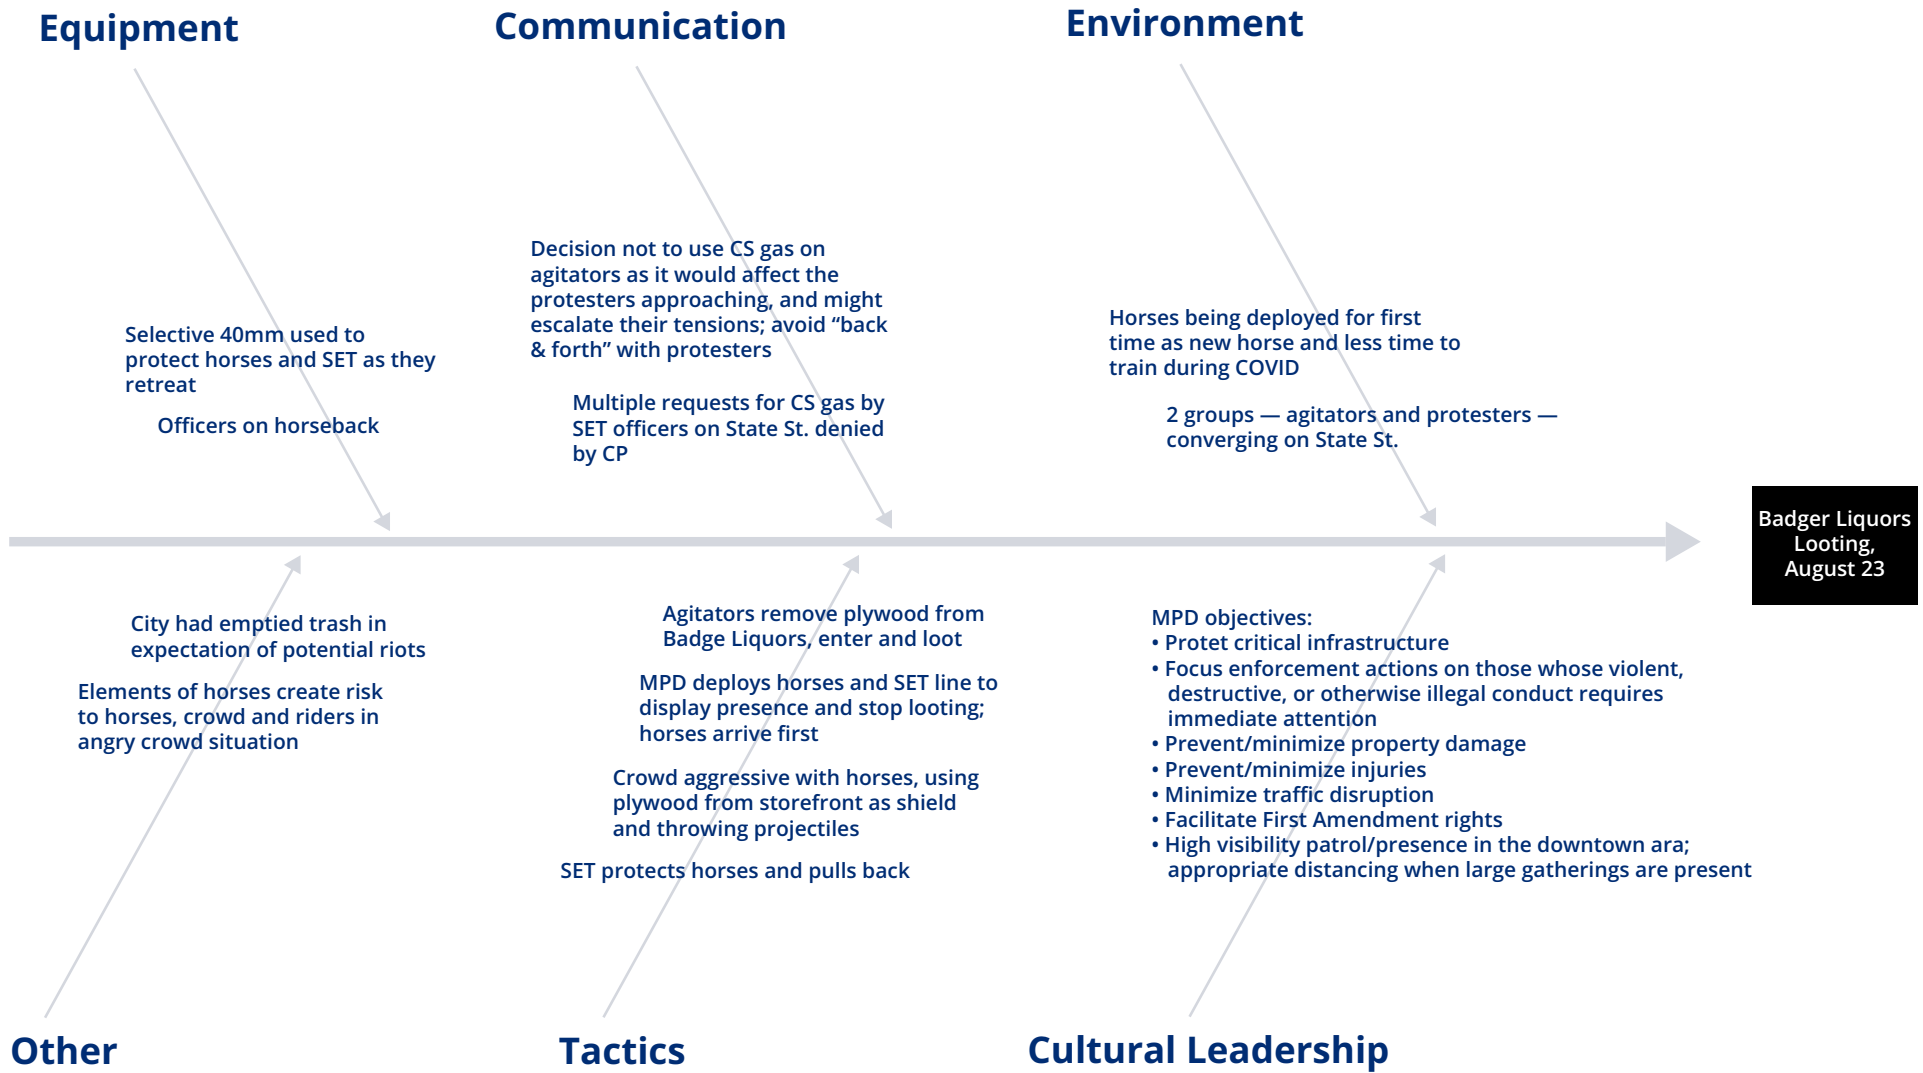 Equipment
Communication
Environment
Decision not to use CS gas on
agitators as it would affect the
protesters approaching, and might
escalate their tensions; avoid “back
& forth” with protesters
Multiple requests for CS gas by
SET officers on State St. denied
by CP
Selective 40mm used to
protect horses and SET as they
retreat
Officers on horseback
Horses being deployed for first
time as new horse and less time to
train during COVID
2 groups — agitators and protesters —
converging on State St.
Badger Liquors
Looting,
August 23
City had emptied trash in
expectation of potential riots
Elements of horses create risk
to horses, crowd and riders in
angry crowd situation
Agitators remove plywood from
Badge Liquors, enter and loot
MPD deploys horses and SET line to
display presence and stop looting;
horses arrive first
Crowd aggressive with horses, using
plywood from storefront as shield
and throwing projectiles
SET protects horses and pulls back
MPD objectives:
• Protet critical infrastructure
• Focus enforcement actions on those whose violent,
destructive, or otherwise illegal conduct requires
immediate attention
• Prevent/minimize property damage
• Prevent/minimize injuries
• Minimize traffic disruption
• Facilitate First Amendment rights
• High visibility patrol/presence in the downtown ara;
appropriate distancing when large gatherings are present
Other
Tactics
Cultural Leadership